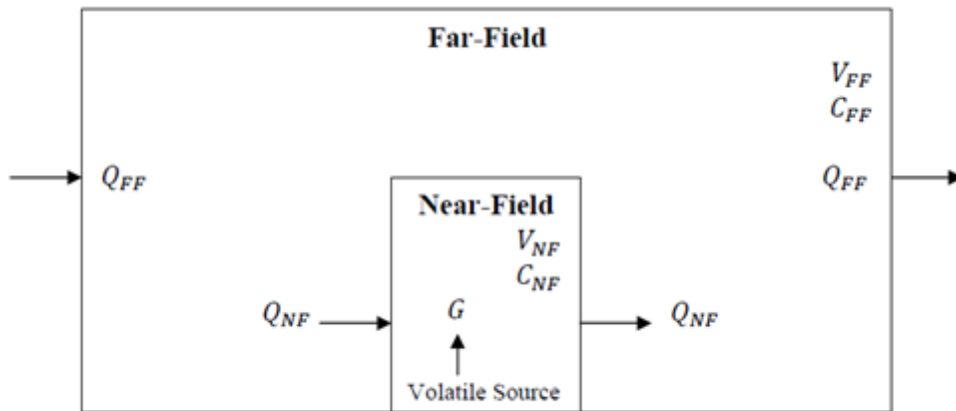 Far-Field
V_FF
C_FF
Q_FF
Q_FF
Near-Field
V_NF
C_NF
Q_NF
G
Q_NF
Volatile Source